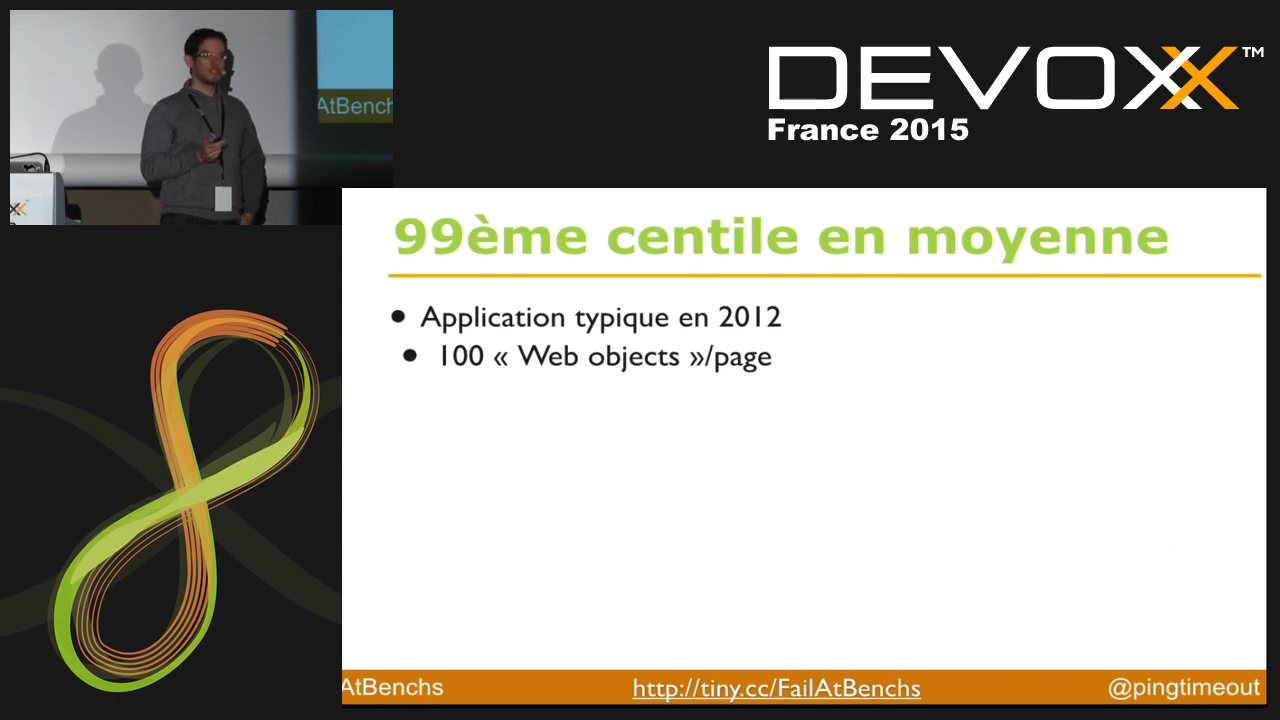 AtBench
DEVOXX™
France 2015
99ème centile en moyenne
• Application typique en 2012
• 100 « Web objects »/page
AtBenchs
http://tiny.cc/FailAtBenchs
@pingtimeout